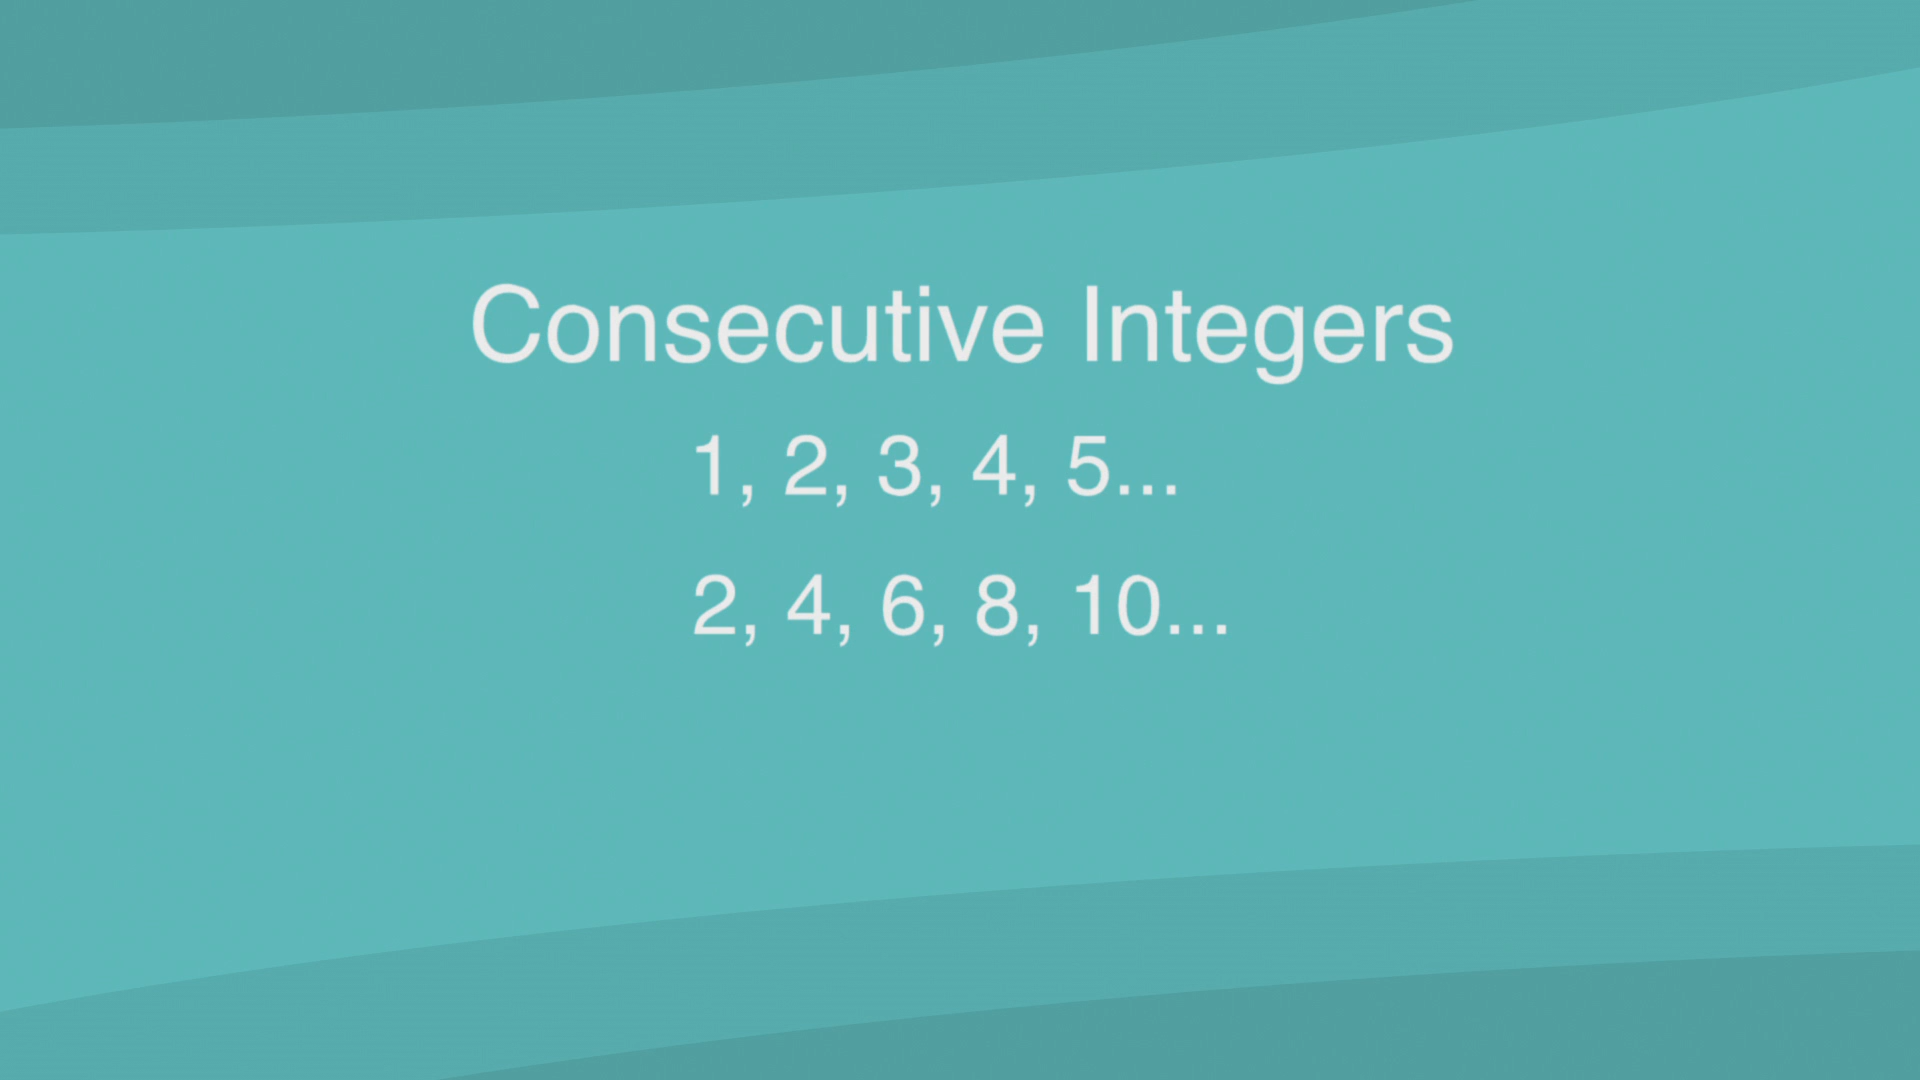 Consecutive Integers
1, 2, 3, 4, 5...
2, 4, 6, 8, 10...